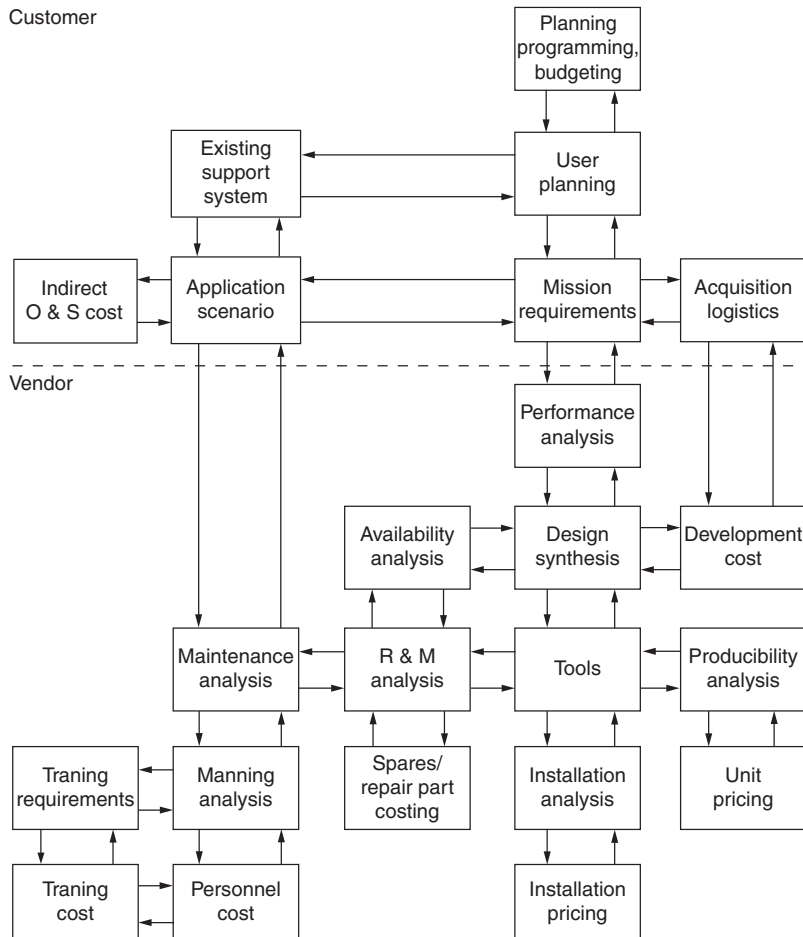 Customer
Planning
programming,
budgeting
Existing
support
system
User
planning
Indirect
O & S cost
Application
scenario
Mission
requirements
Acquisition
logistics
Vendor
Performance
analysis
Availability
analysis
Design
synthesis
Development
cost
Maintenance
analysis
R & M
analysis
Tools
Producibility
analysis
Traning
requirements
Manning
analysis
Spares/
repair part
costing
Installation
analysis
Unit
pricing
Traning
cost
Personnel
cost
Installation
pricing